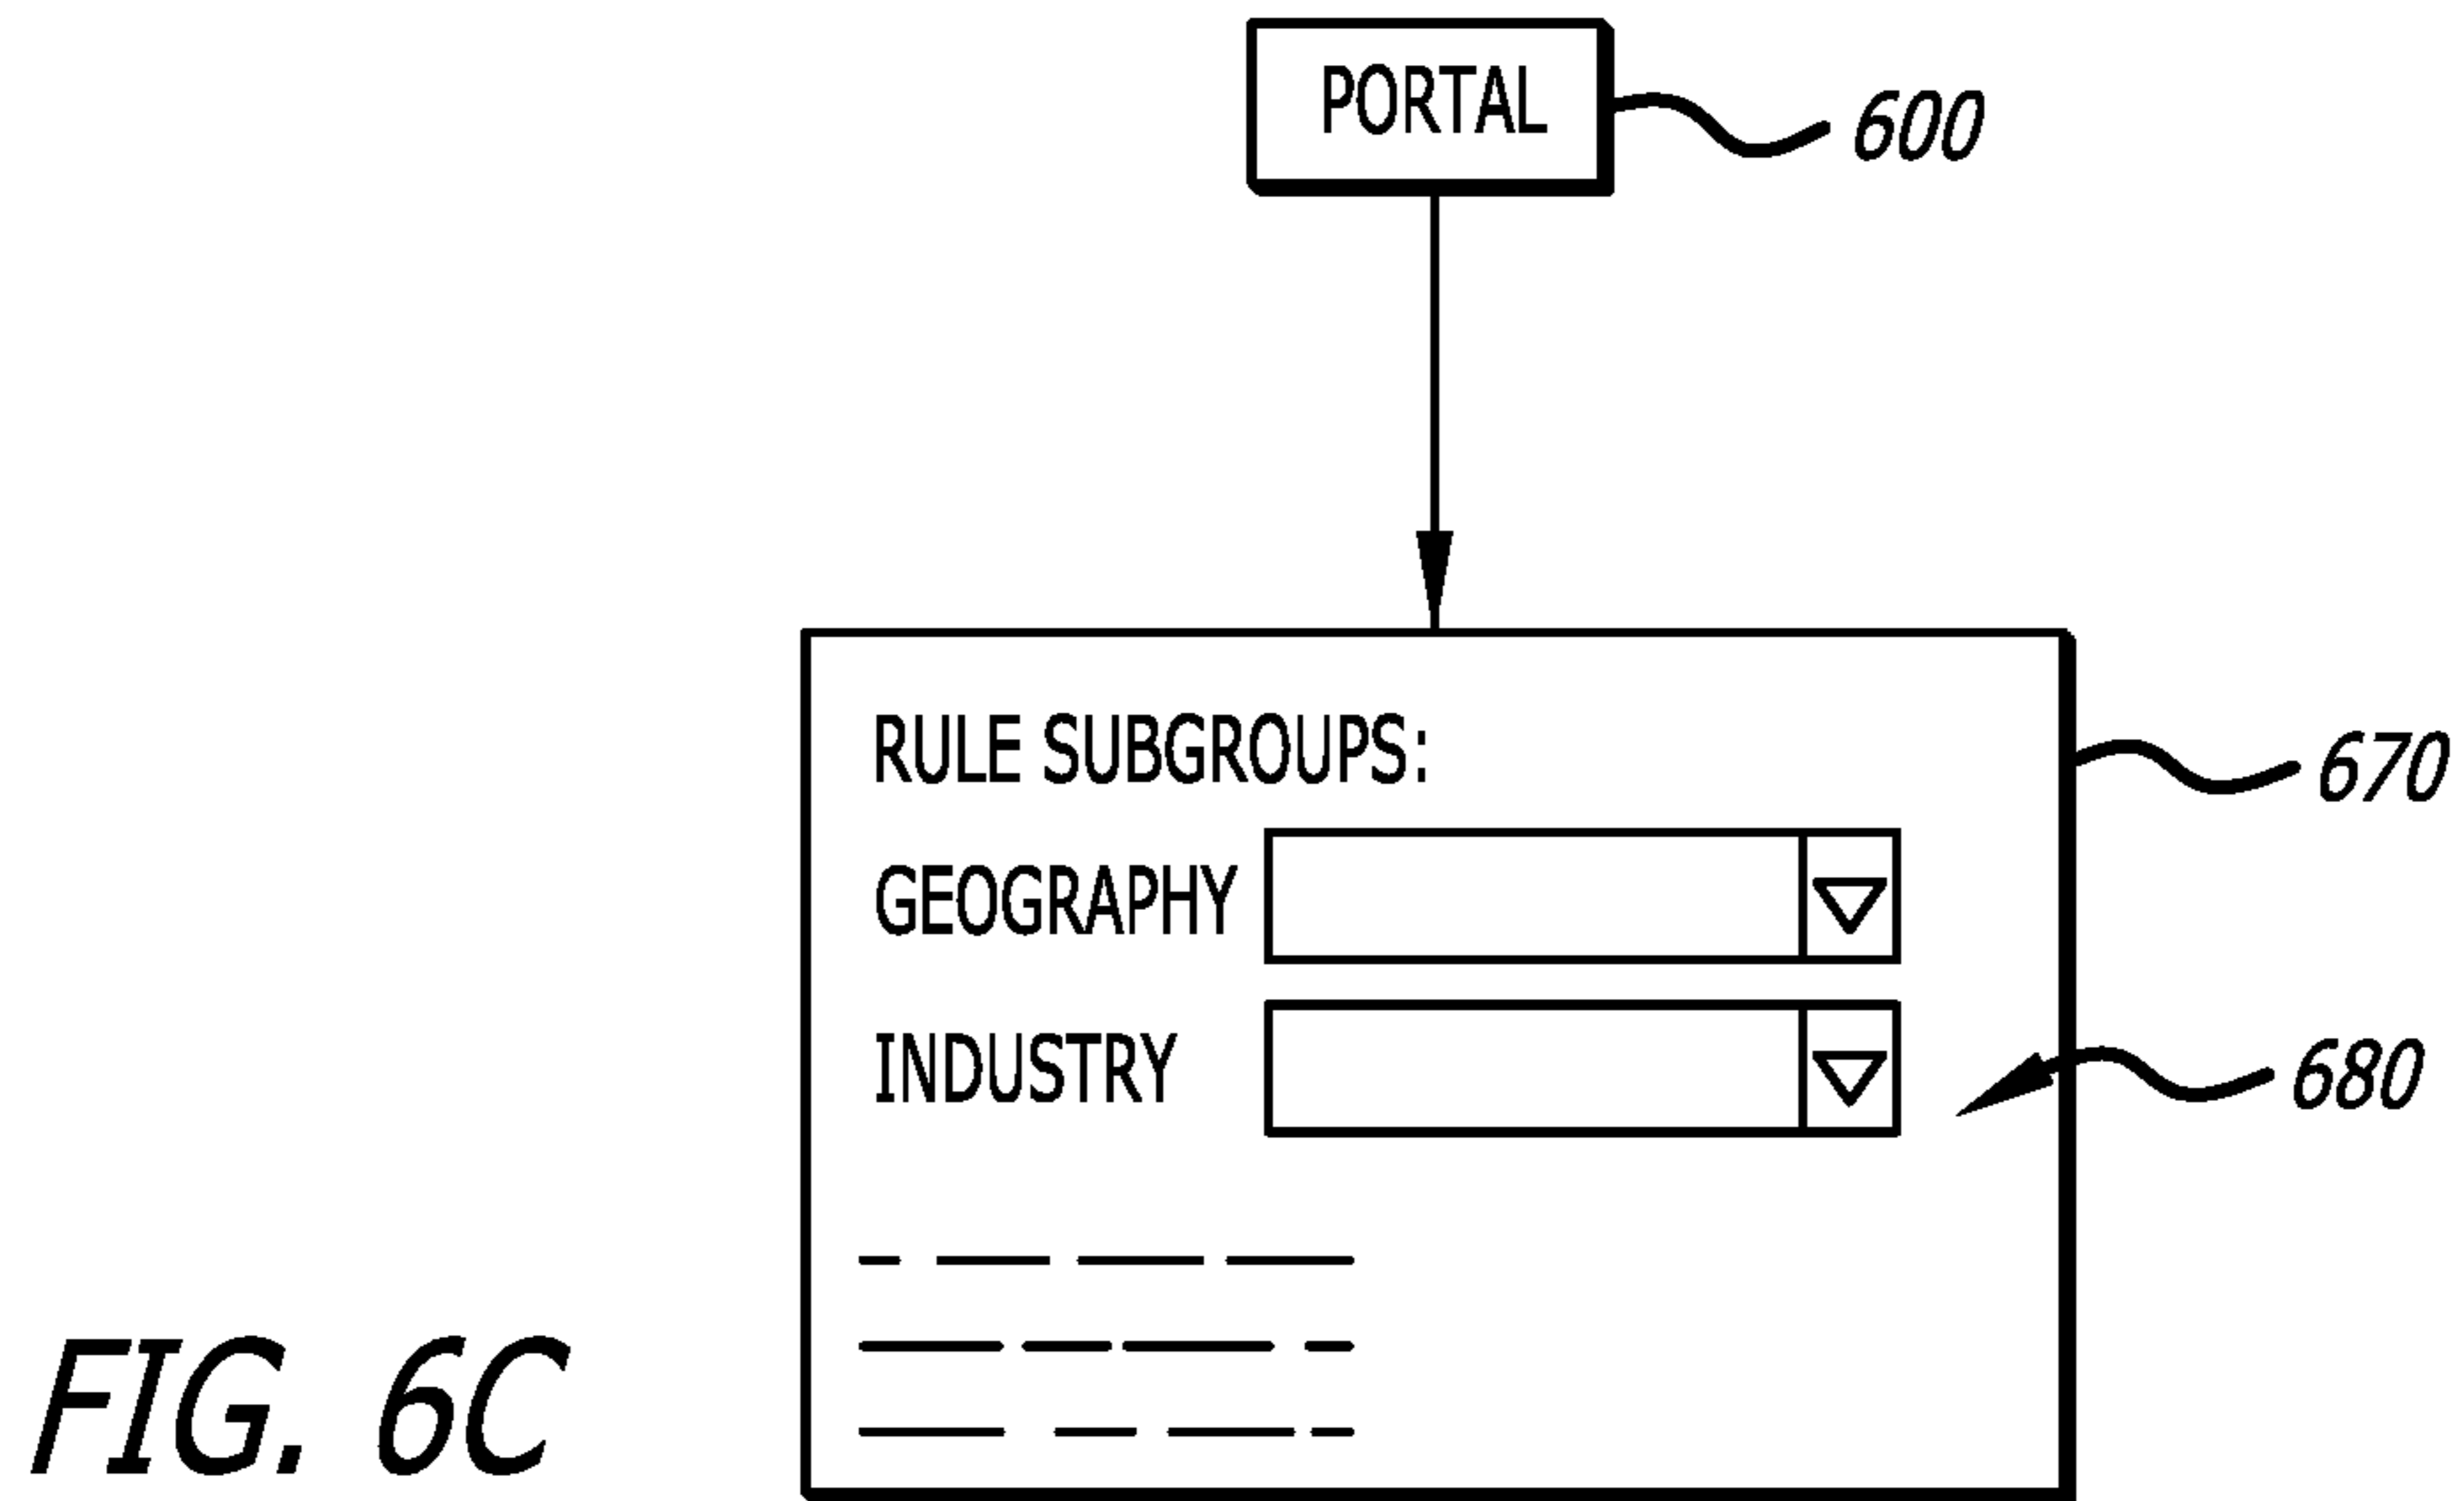 PORTAL
600
RULE SUBGROUPS:
670
GEOGRAPHY
INDUSTRY
680
FIG. 6C